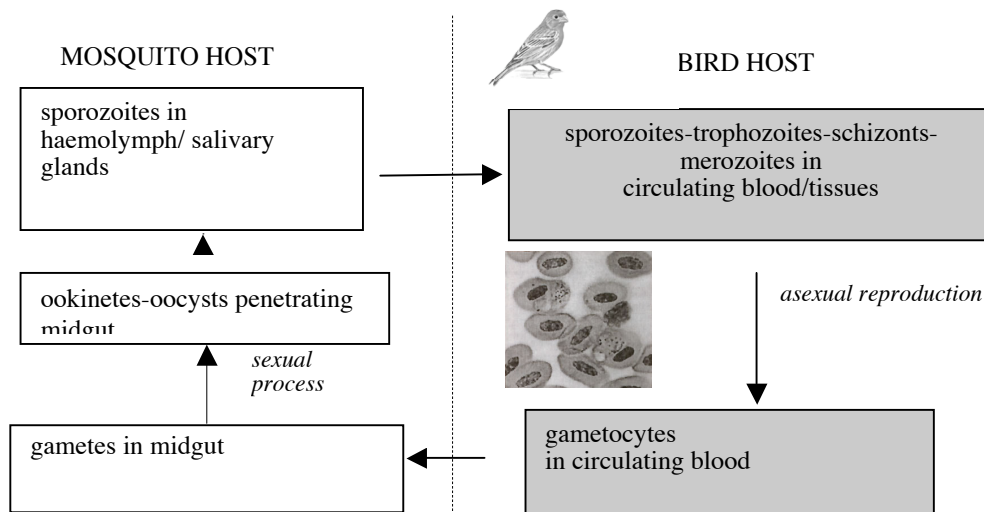 MOSQUITO HOST
sporozoites in
haemolymph/ salivary
glands
ookinetes-oocysts penetrating
midgut
sexual
process
gametes in midgut
BIRD HOST
sporozoites-trophozoites-schizonts-
merozoites in
circulating blood/tissues
asexual reproduction
gametocytes
in circulating blood